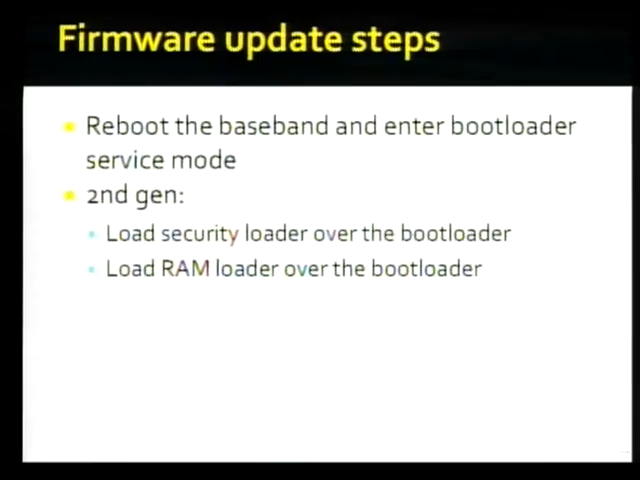 Firmware update steps
Reboot the baseband and enter bootloader
service mode
2nd gen:
Load security loader over the bootloader
Load RAM loader over the bootloader